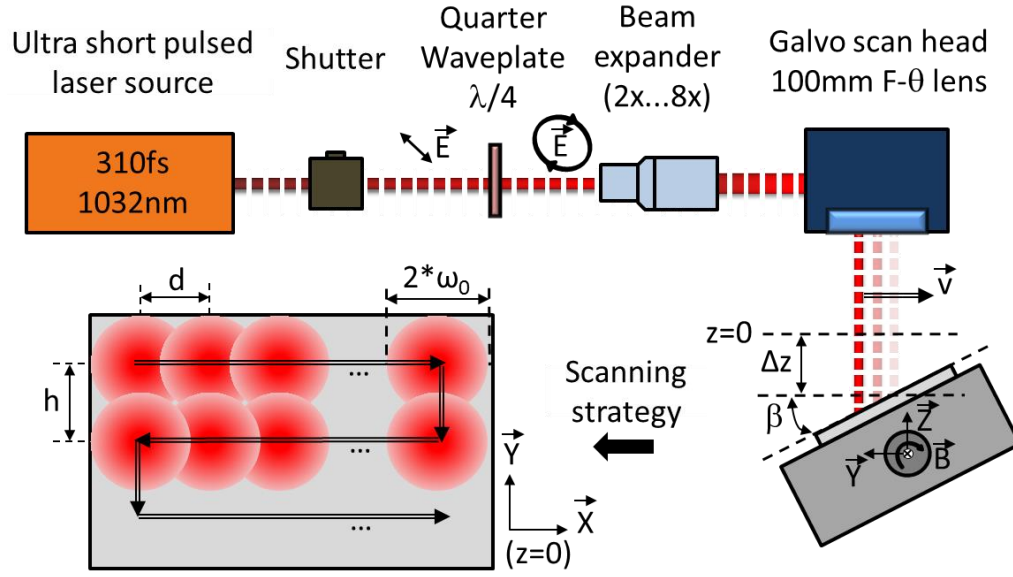 Ultra short pulsed
laser source
Shutter
Quarter
Waveplate
λ/4
Beam
expander
(2x...8x)
Galvo scan head
100mm F-θ lens
310fs
1032nm
E
E
d
2*ω₀
v
z=0
Δz
β
h
...
...
...
Scanning
strategy
Y
X
(z=0)
Z
Y
B